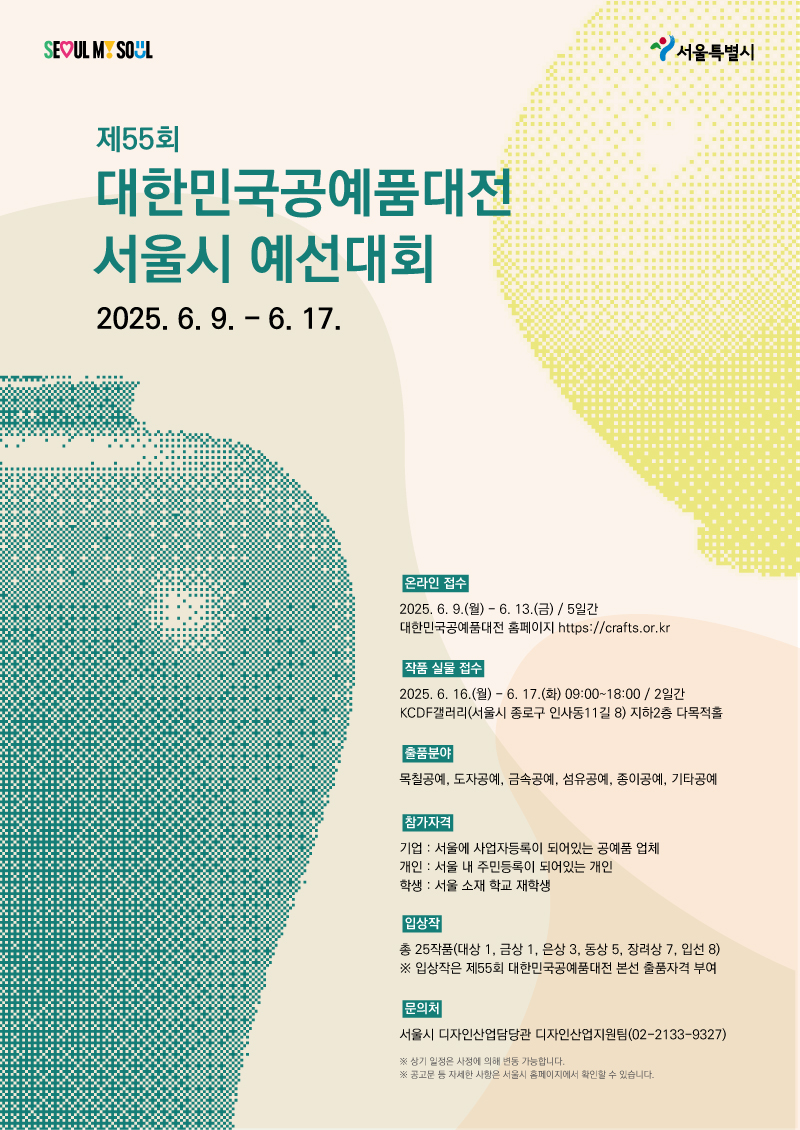 SEOUL MY SOUL
서울특별시
제55회
대한민국공예품대전
서울시 예선대회
2025. 6. 9. - 6. 17.
온라인 접수
2025. 6. 9.(월) - 6. 13.(금) / 5일간
대한민국공예품대전 홈페이지 https://crafts.or.kr
작품 실물 접수
2025. 6. 16.(월) - 6. 17.(화) 09:00~18:00 / 2일간
KCDF갤러리(서울시 종로구 인사동11길 8) 지하2층 다목적홀
출품분야
목칠공예, 도자공예, 금속공예, 섬유공예, 종이공예, 기타공예
참가자격
기업 : 서울에 사업자등록이 되어있는 공예품 업체
개인 : 서울 내 주민등록이 되어있는 개인
학생 : 서울 소재 학교 재학생
입상작
총 25작품(대상 1, 금상 1, 은상 3, 동상 5, 장려상 7, 입선 8)
※ 입상작은 제55회 대한민국공예품대전 본선 출품자격 부여
문의처
서울시 디자인산업담당관 디자인산업지원팀(02-2133-9327)
※ 상기 일정은 사정에 의해 변동 가능합니다.
※ 공고문 등 자세한 사항은 서울시 홈페이지에서 확인할 수 있습니다.